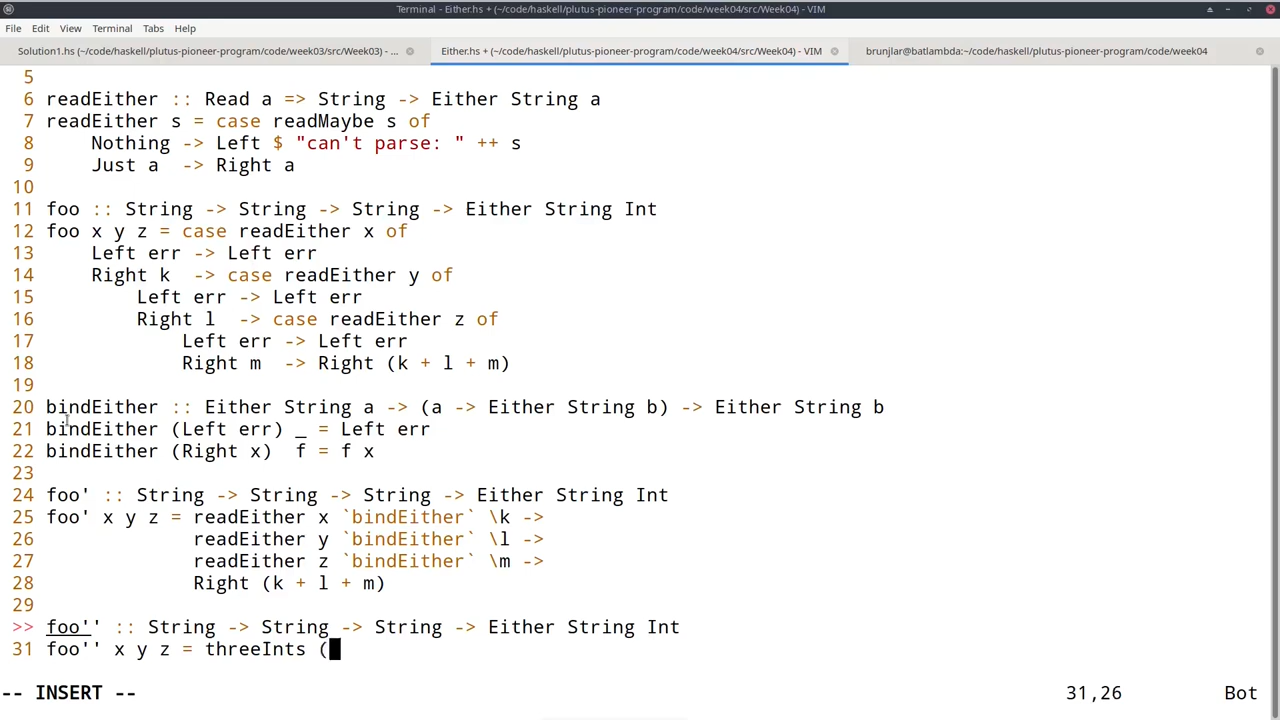 Terminal - Either.hs + (~/code/haskell/plutus-pioneer-program/code/week04/src/Week04) - VIM
File Edit View Terminal Tabs Help
Solution1.hs (~/code/haskell/plutus-pioneer-program/code/week03/src/Week03) - ... Either.hs + (~/code/haskell/plutus-pioneer-program/code/week04/src/Week04) - VIM brunjlar@batlambda:~/code/haskell/plutus-pioneer-program/code/week04
5
6 readEither :: Read a => String -> Either String a
7 readEither s = case readMaybe s of
8     Nothing -> Left $ "can't parse: " ++ s
9     Just a  -> Right a
10
11 foo :: String -> String -> String -> Either String Int
12 foo x y z = case readEither x of
13     Left err -> Left err
14     Right k  -> case readEither y of
15         Left err -> Left err
16         Right l  -> case readEither z of
17             Left err -> Left err
18             Right m  -> Right (k + l + m)
19
20 bindEither :: Either String a -> (a -> Either String b) -> Either String b
21 bindEither (Left err) _ = Left err
22 bindEither (Right x)  f = f x
23
24 foo' :: String -> String -> String -> Either String Int
25 foo' x y z = readEither x `bindEither` \k ->
26              readEither y `bindEither` \l ->
27              readEither z `bindEither` \m ->
28              Right (k + l + m)
29
>> foo'' :: String -> String -> String -> Either String Int
31 foo'' x y z = threeInts (
-- INSERT -- 31,26 Bot